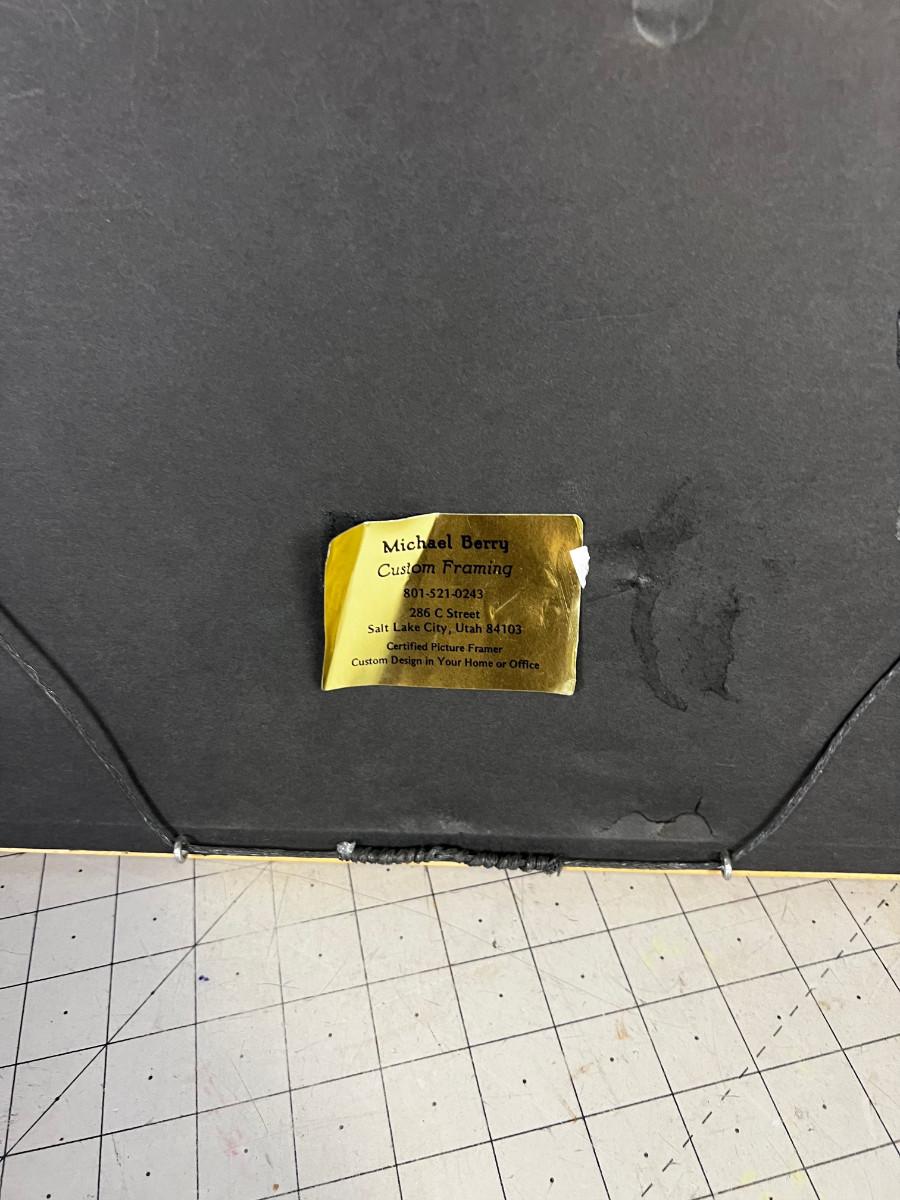 Michael Berry
Custom Framing
801-521-0243
286 C Street
Salt Lake City, Utah 84103
Certified Picture Framer
Custom Design in Your Home or Office